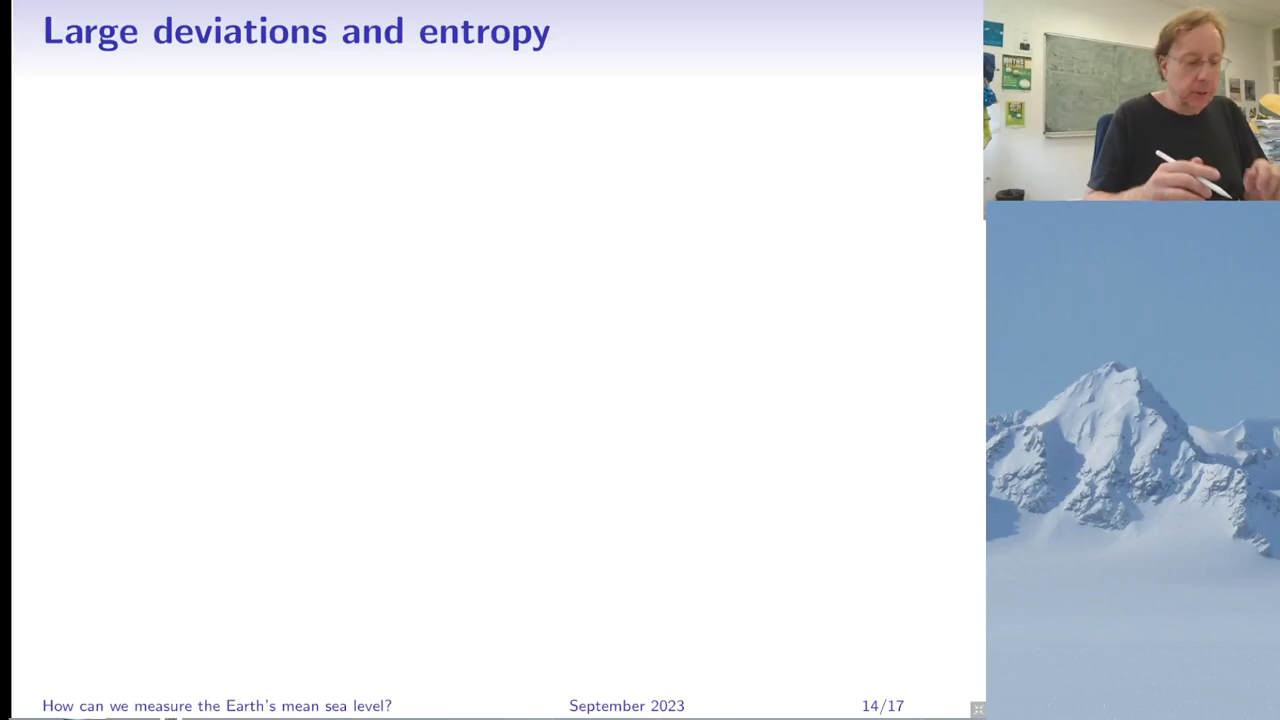 Large deviations and entropy
How can we measure the Earth's mean sea level?
September 2023
14/17